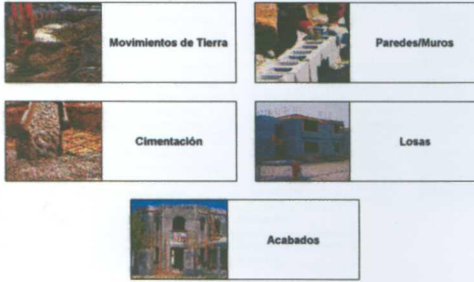 Movimientos de Tierra
Paredes/Muros
Cimentación
Losas
Acabados